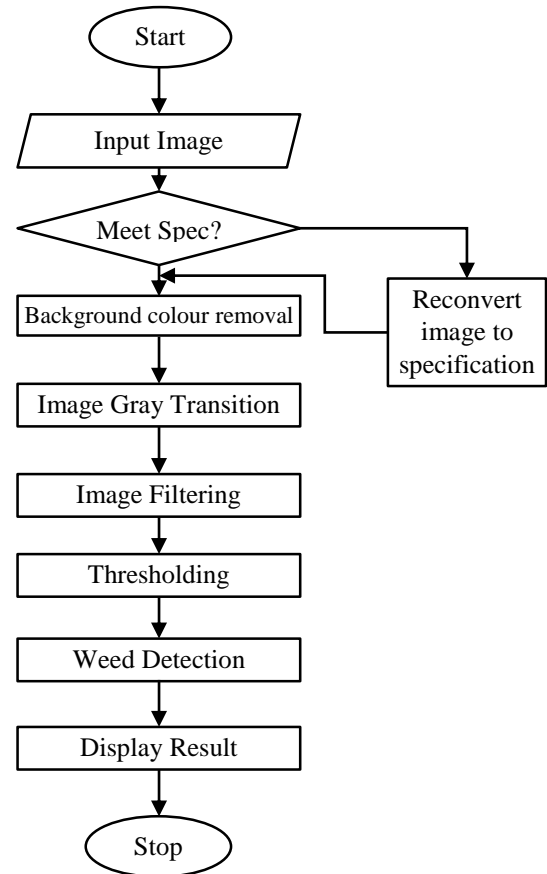 Start
Input Image
Meet Spec?
Reconvert
image to
specification
Background colour removal
Image Gray Transition
Image Filtering
Thresholding
Weed Detection
Display Result
Stop